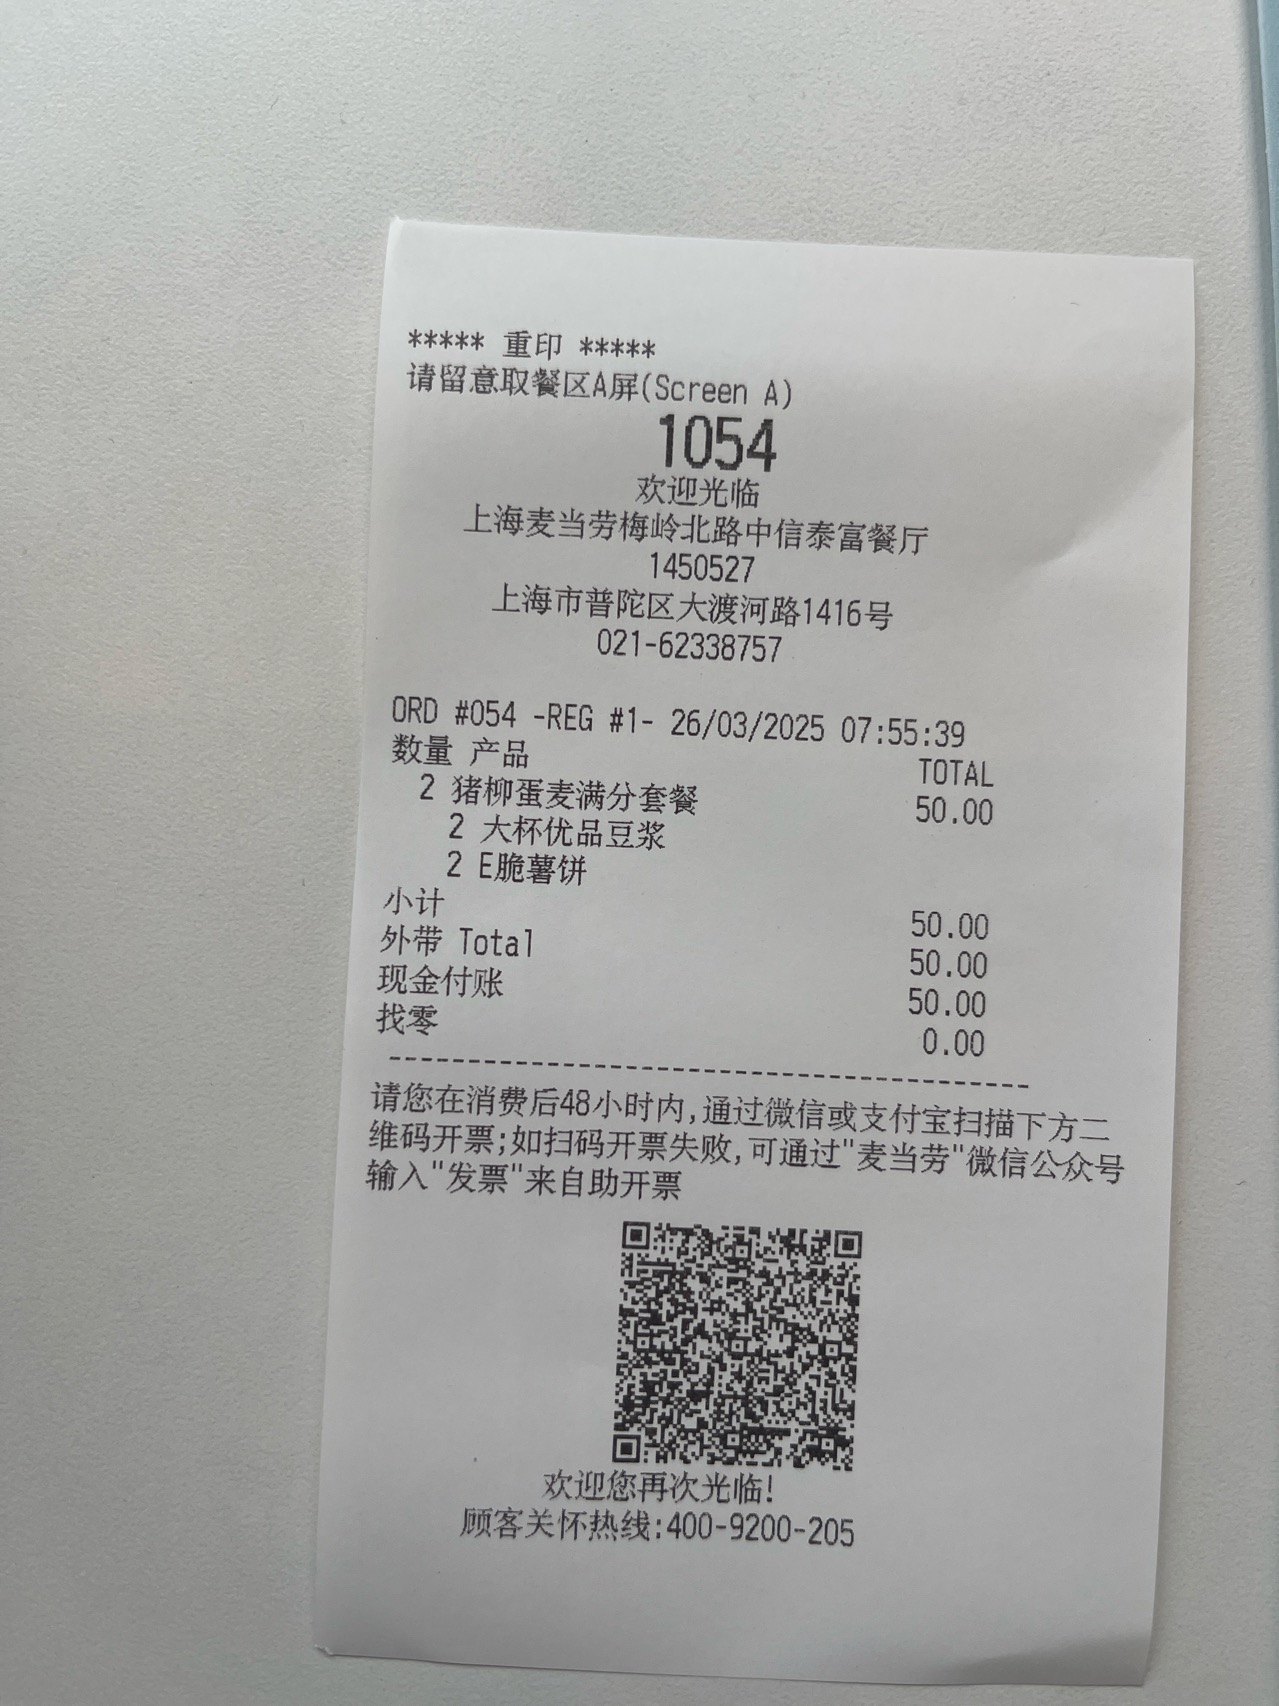 ***** 重印 *****
请留意取餐区A屏(Screen A)
1054
欢迎光临
上海麦当劳梅岭北路中信泰富餐厅
1450527
上海市普陀区大渡河路1416号
021-62338757
ORD #054 -REG #1- 26/03/2025 07:55:39
数量 产品 TOTAL
2 猪柳蛋麦满分套餐 50.00
2 大杯优品豆浆
2 E脆薯饼
小计 50.00
外带 Total 50.00
现金付账 50.00
找零 0.00
--------------------------------------
请您在消费后48小时内,通过微信或支付宝扫描下方二
维码开票;如扫码开票失败,可通过"麦当劳"微信公众号
输入"发票"来自助开票
欢迎您再次光临!
顾客关怀热线:400-9200-205